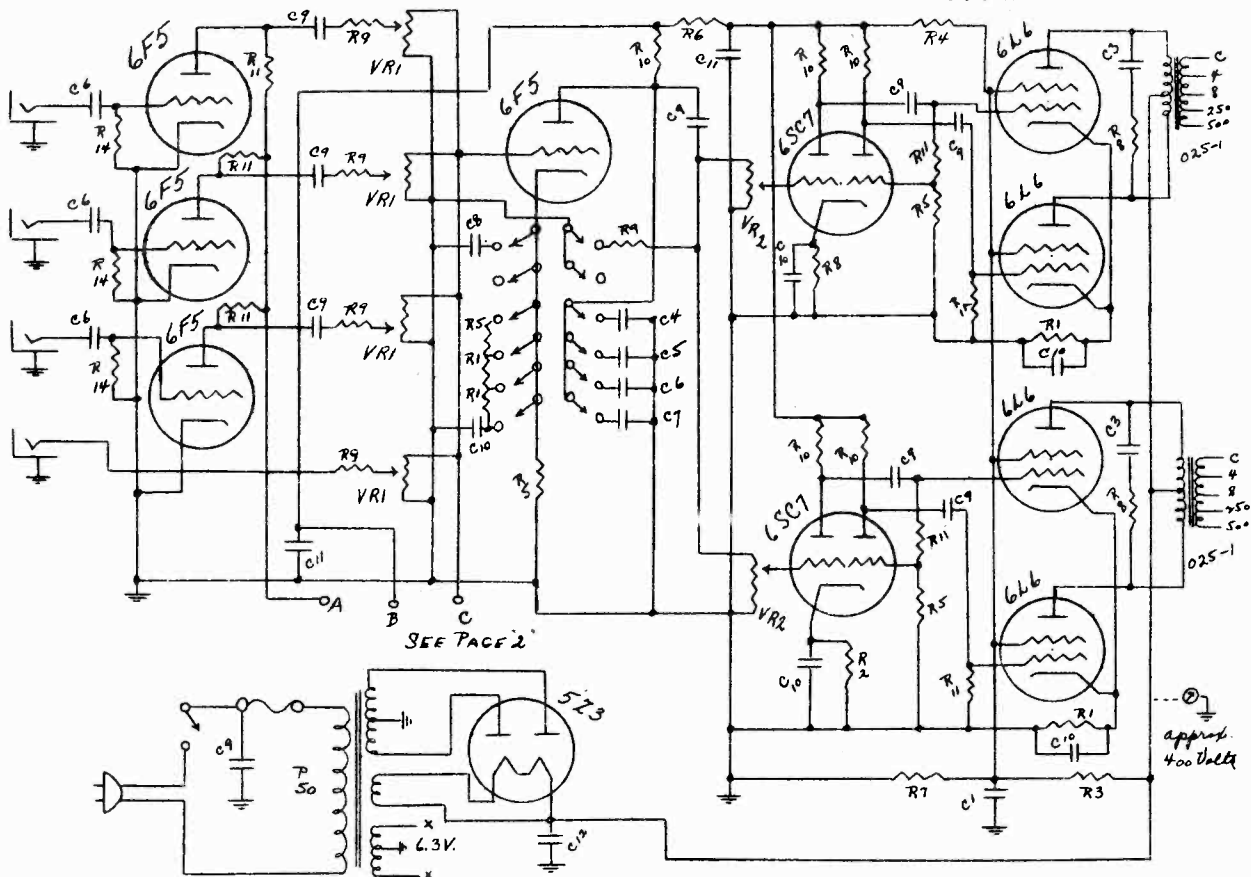 6F5
C9
R9
VR1
R11
C6
R14
R11
6F5
C9
R9
VR1
C6
R14
R11
6F5
C9
R9
VR1
C6
R14
R9
VR1
C11
A
B
C
SEE PAGE "2"
R10
R6
C11
6F5
C9
C8
R9
R5
R1
R1
C10
C4
C5
C6
C7
R5
VR2
R10
R10
R4
6SC7
C9
C9
R11
R5
C10
R8
R15
R1
C10
6L6
C3
R8
C
4
8
250
500
025-1
6L6
R10
R10
6SC7
C9
C9
R11
R5
VR2
C10
R2
R11
R1
C10
6L6
C3
R8
C
4
8
250
500
025-1
6L6
approx.
400 Volts
R7
C1
R3
C9
P50
5Z3
x
6.3V.
x
C12